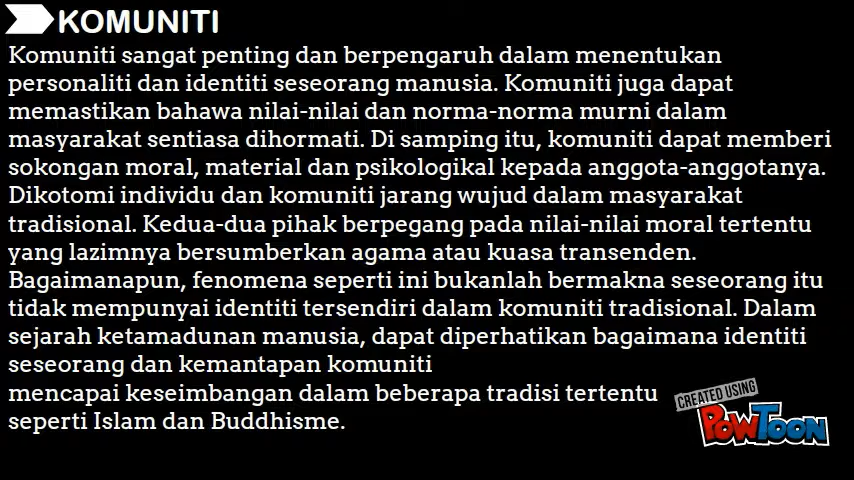 KOMUNITI
Komuniti sangat penting dan berpengaruh dalam menentukan
personaliti dan identiti seseorang manusia. Komuniti juga dapat
memastikan bahawa nilai-nilai dan norma-norma murni dalam
masyarakat sentiasa dihormati. Di samping itu, komuniti dapat memberi
sokongan moral, material dan psikologikal kepada anggota-anggotanya.
Dikotomi individu dan komuniti jarang wujud dalam masyarakat
tradisional. Kedua-dua pihak berpegang pada nilai-nilai moral tertentu
yang lazimnya bersumberkan agama atau kuasa transenden.
Bagaimanapun, fenomena seperti ini bukanlah bermakna seseorang itu
tidak mempunyai identiti tersendiri dalam komuniti tradisional. Dalam
sejarah ketamadunan manusia, dapat diperhatikan bagaimana identiti
seseorang dan kemantapan komuniti
mencapai keseimbangan dalam beberapa tradisi tertentu
seperti Islam dan Buddhisme.
CREATED USING
POWTOON